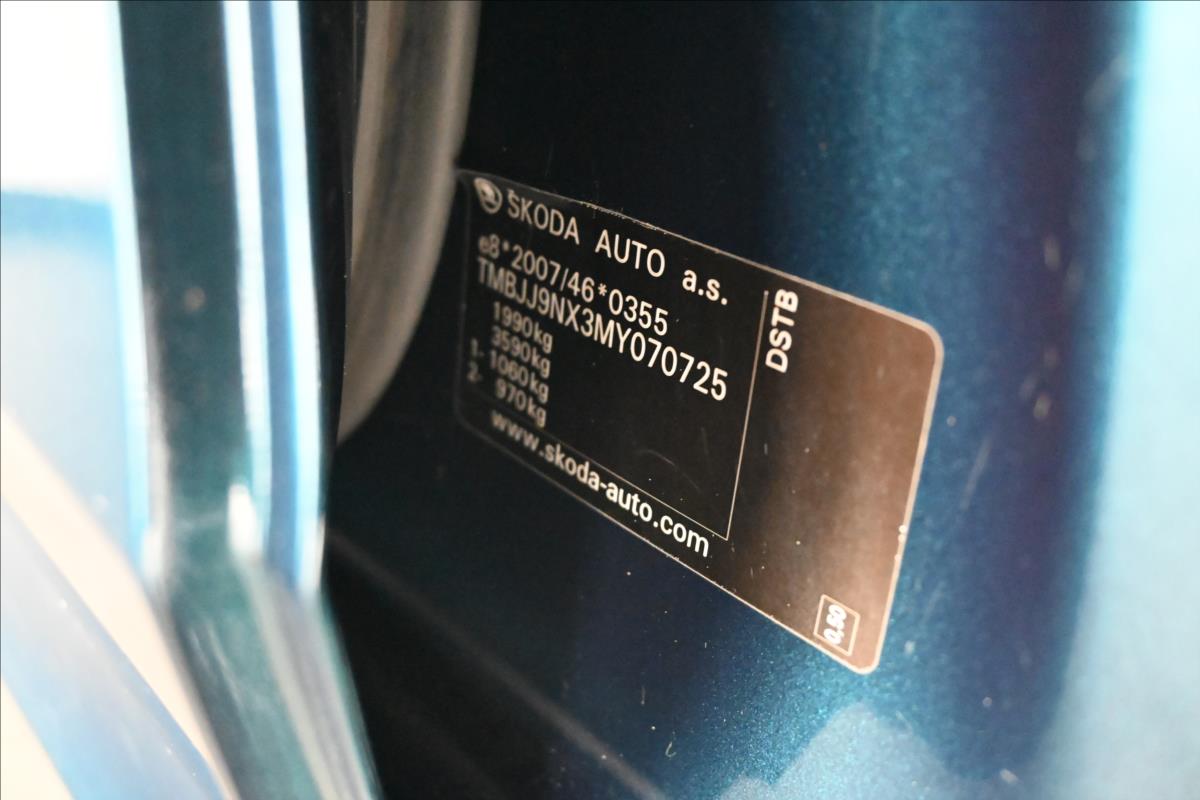 ŠKODA AUTO a.s.
e8*2007/46*0355
TMBJJ9NX3MY070725
1990kg
3590kg
1- 1060kg
2- 970kg
www.skoda-auto.com
DSTB
0,50